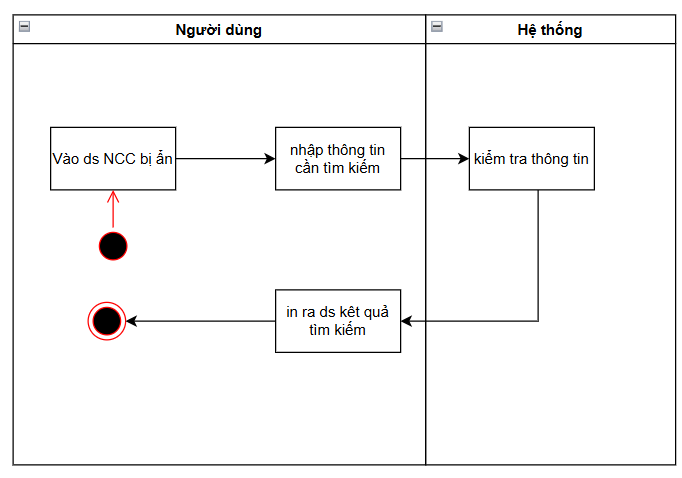 Người dùng
Hệ thống
Vào ds NCC bị ẩn
nhập thông tin
cần tìm kiếm
kiểm tra thông tin
in ra ds kêt quả
tìm kiếm